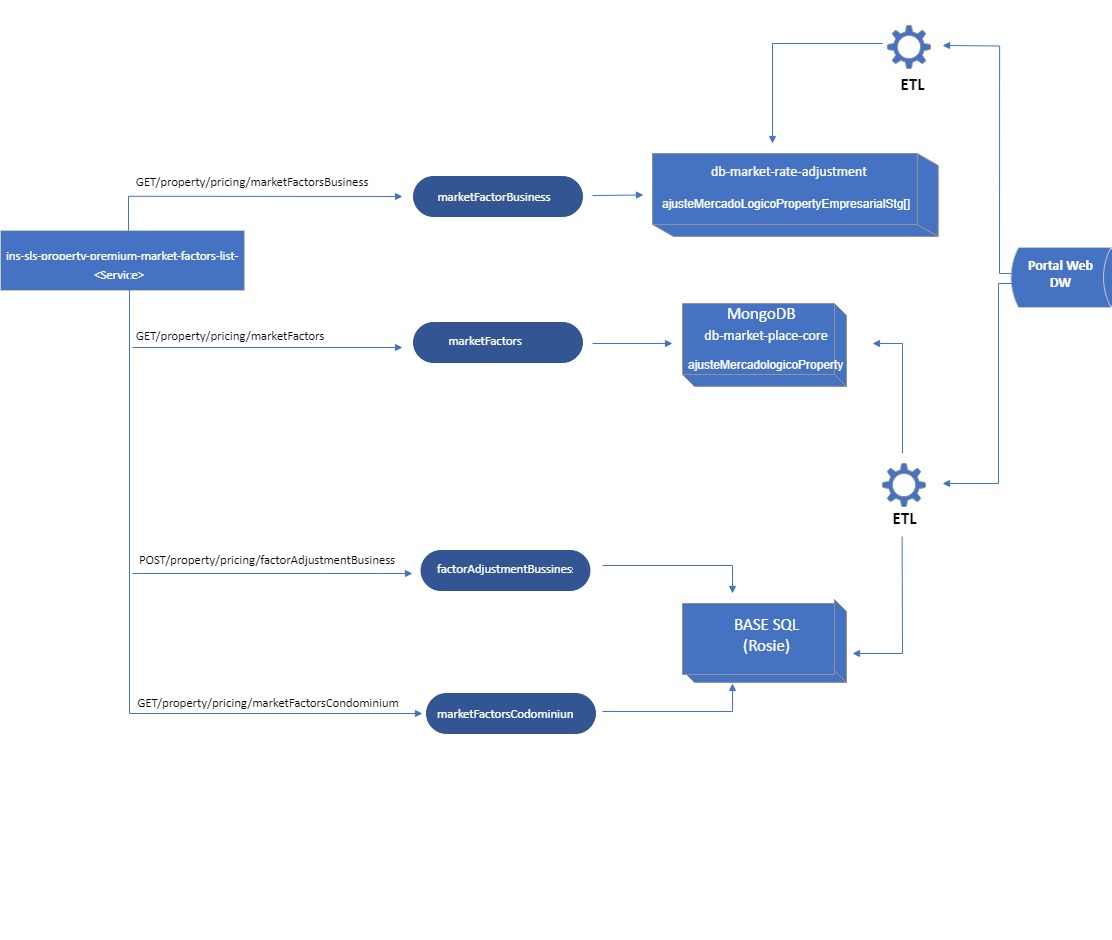 ETL
GET/property/pricing/marketFactorsBusiness
marketFactorBusiness
db-market-rate-adjustment
ajusteMercadoLogicoPropertyEmpresarialStg[]
ins-sls-property-premium-market-factors-list-
<Service>
Portal Web
DW
GET/property/pricing/marketFactors
marketFactors
MongoDB
db-market-place-core
ajusteMercadologicoProperty
ETL
POST/property/pricing/factorAdjustmentBusiness
factorAdjustmentBussines
BASE SQL
(Rosie)
GET/property/pricing/marketFactorsCondominium
marketFactorsCodominiun